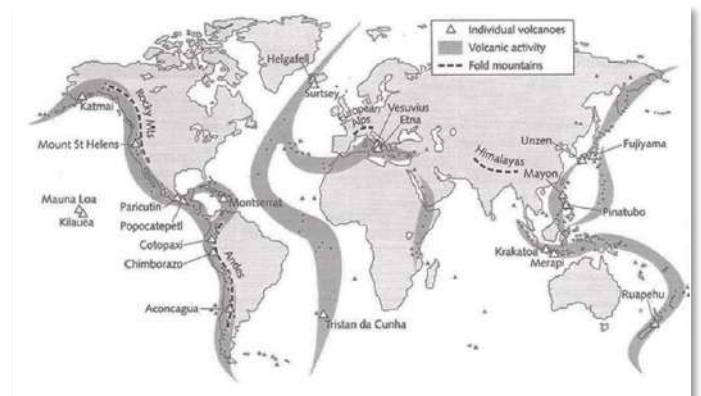 Individual volcanoes
Volcanic activity
Fold mountains
Helgafell
Surtsey
European
Alps
Vesuvius
Etna
Katmai
Rocky Mts
Mount St Helens
Unzen
Fujiyama
Himalayas
Mayon
Pinatubo
Mauna Loa
Kilauea
Paricutin
Popocatepetl
Montserrat
Cotopaxi
Chimborazo
Andes
Krakatoa
Merapi
Aconcagua
Tristan da Cunha
Ruapehu